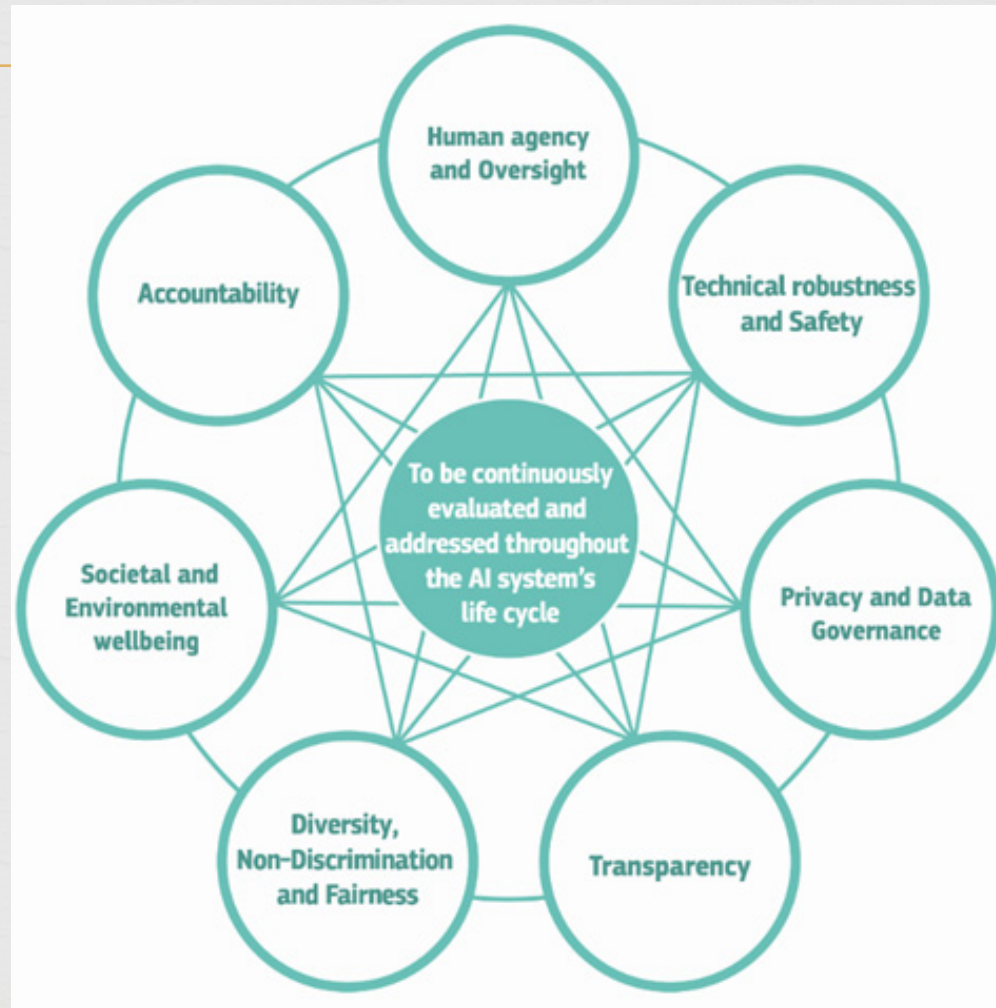 Human agency
and Oversight
Technical robustness
and Safety
Privacy and Data
Governance
Transparency
Diversity,
Non-Discrimination
and Fairness
Societal and
Environmental
wellbeing
Accountability
To be continuously
evaluated and
addressed throughout
the AI system's
life cycle